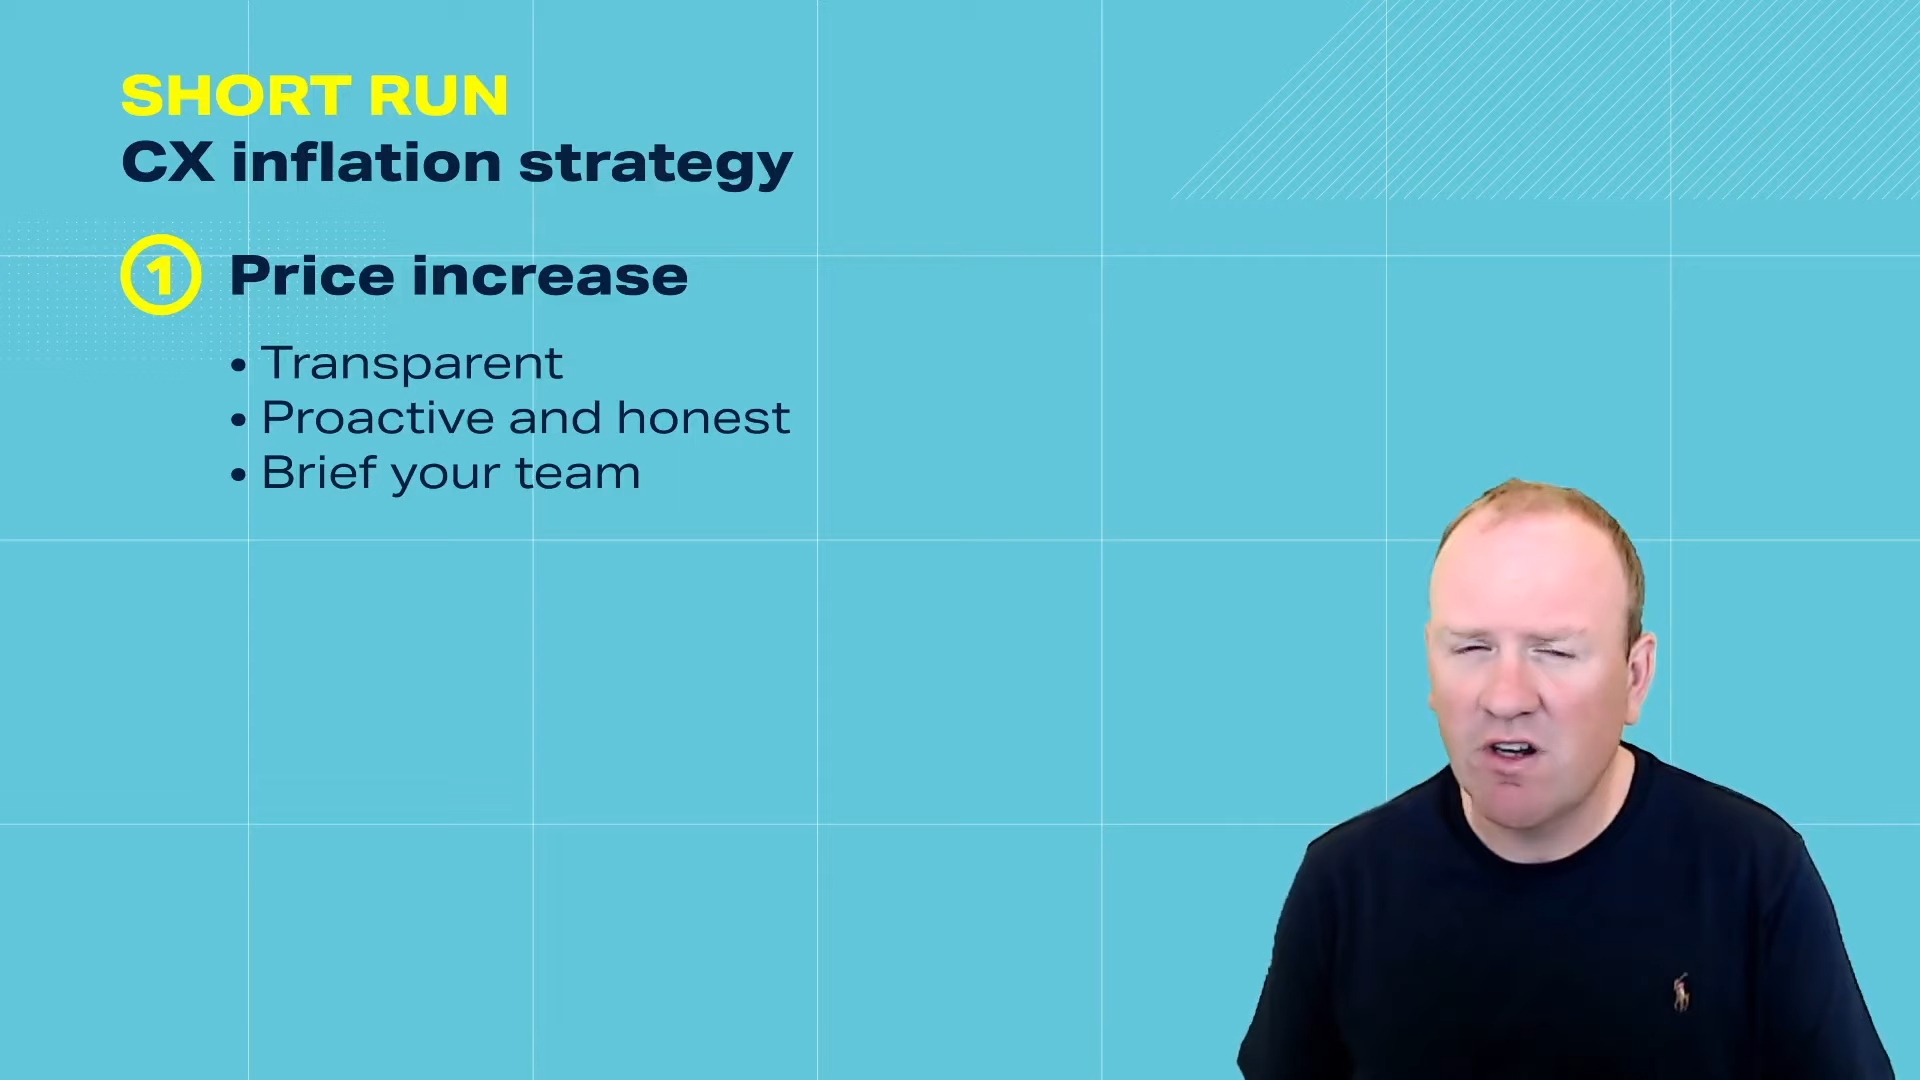 SHORT RUN
CX inflation strategy
1 Price increase
• Transparent
• Proactive and honest
• Brief your team